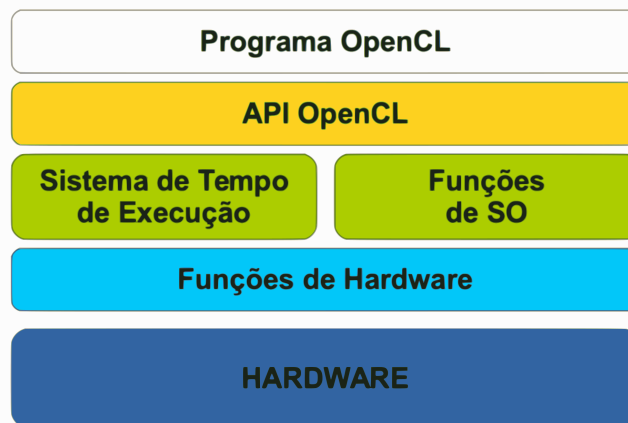 Programa OpenCL
API OpenCL
Sistema de Tempo
de Execução
Funções
de SO
Funções de Hardware
HARDWARE